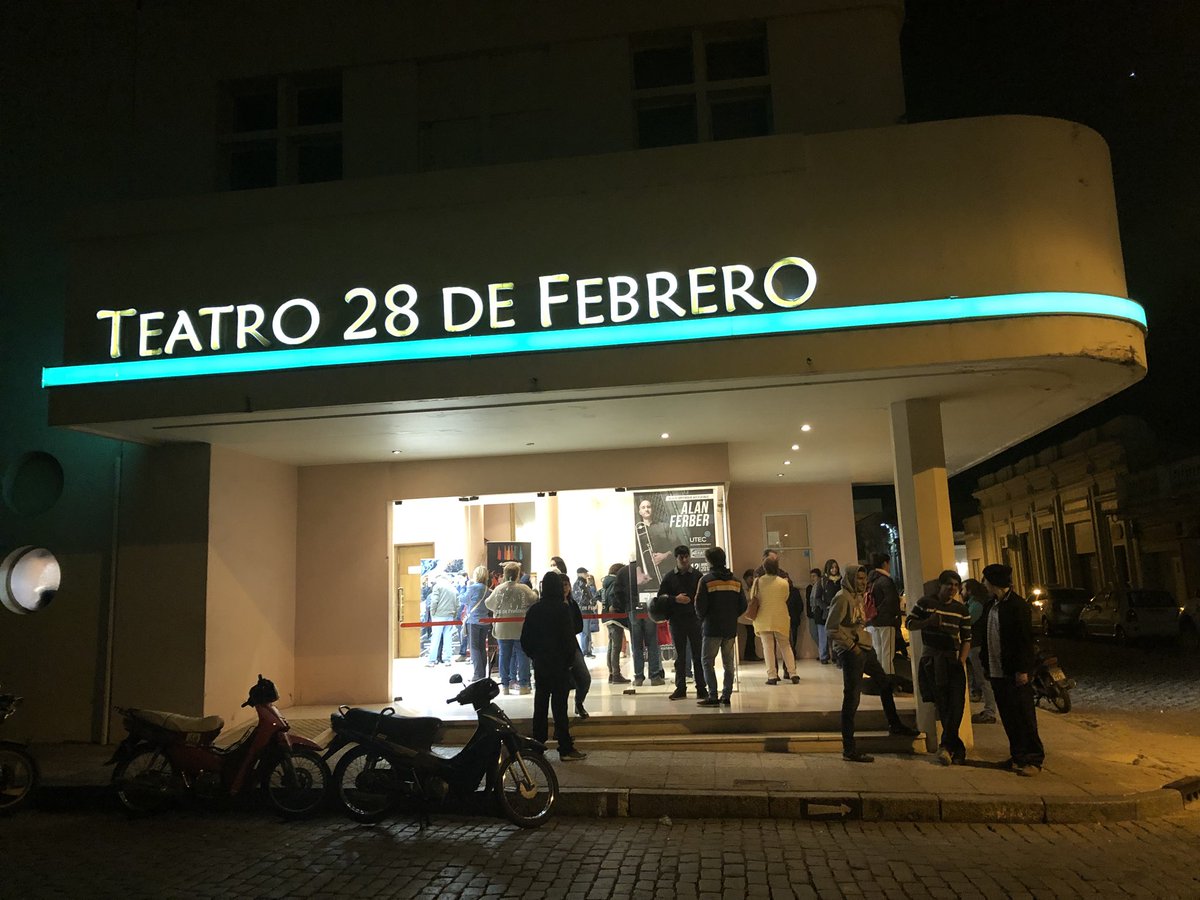 TEATRO 28 DE FEBRERO
ALAN
FERBER
UTEC